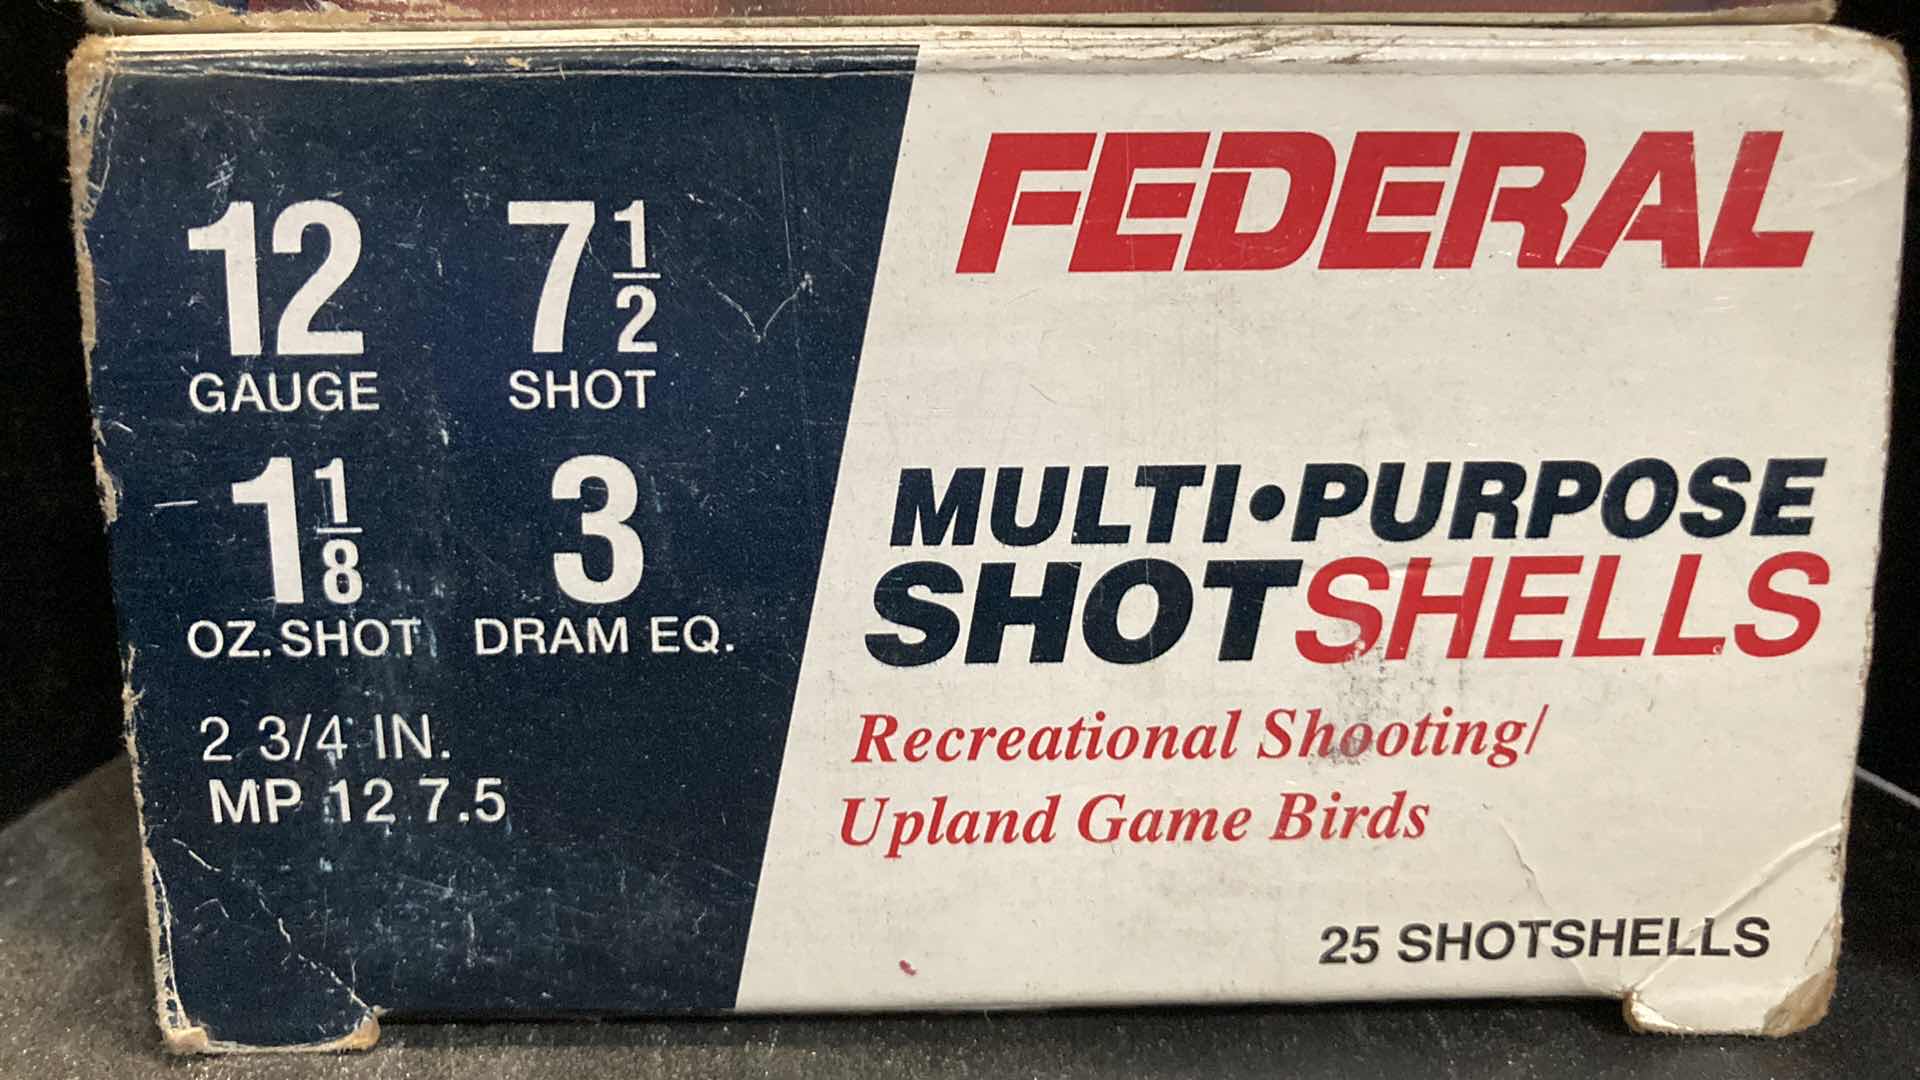 12 7 1/2
GAUGE SHOT
1 1/8 3
OZ. SHOT DRAM EQ.
2 3/4 IN.
MP 12 7.5
FEDERAL
MULTI•PURPOSE
SHOTSHELLS
Recreational Shooting/
Upland Game Birds
25 SHOTSHELLS